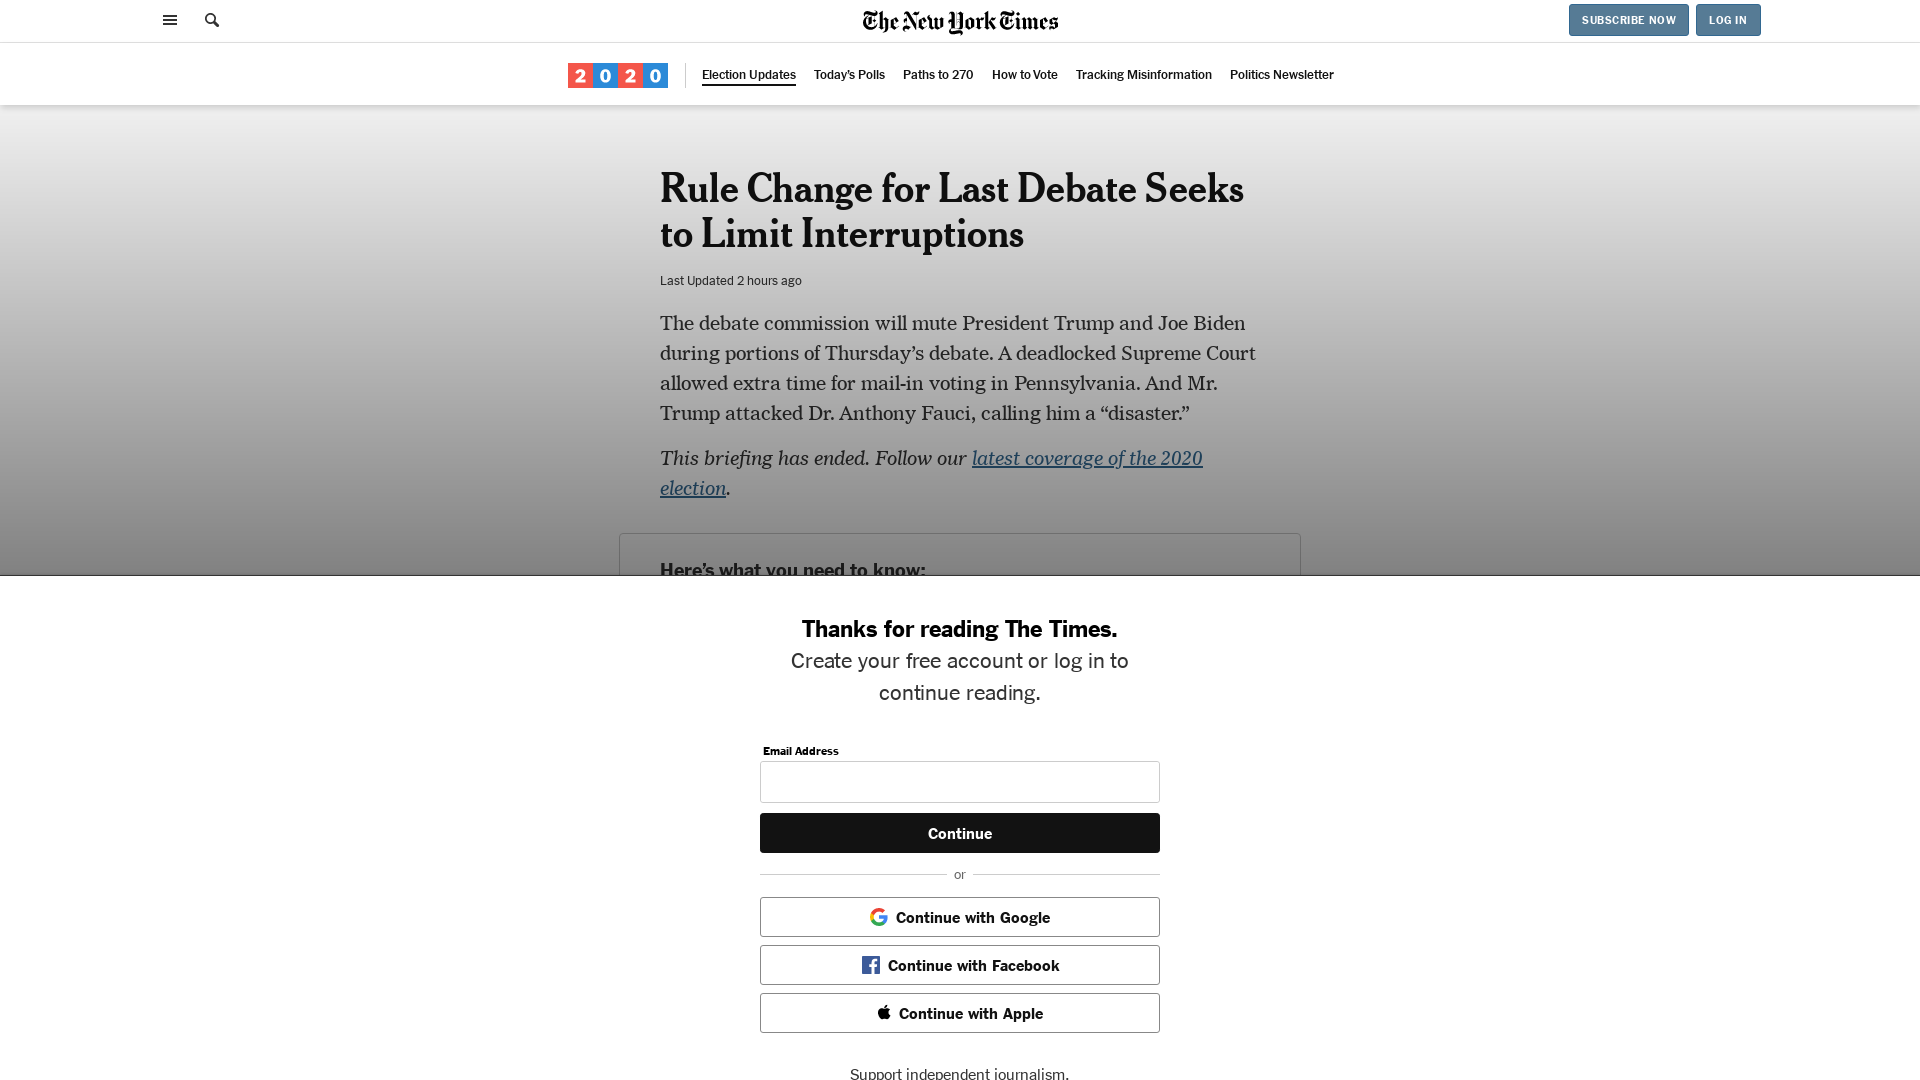 The New York Times
SUBSCRIBE NOW
LOG IN
2020
Election Updates
Today's Polls
Paths to 270
How to Vote
Tracking Misinformation
Politics Newsletter
Rule Change for Last Debate Seeks
to Limit Interruptions
Last Updated 2 hours ago
The debate commission will mute President Trump and Joe Biden
during portions of Thursday’s debate. A deadlocked Supreme Court
allowed extra time for mail-in voting in Pennsylvania. And Mr.
Trump attacked Dr. Anthony Fauci, calling him a “disaster.”
This briefing has ended. Follow our latest coverage of the 2020
election.
Here’s what you need to know:
Thanks for reading The Times.
Create your free account or log in to
continue reading.
Email Address
Continue
or
Continue with Google
Continue with Facebook
Continue with Apple
Support independent journalism.